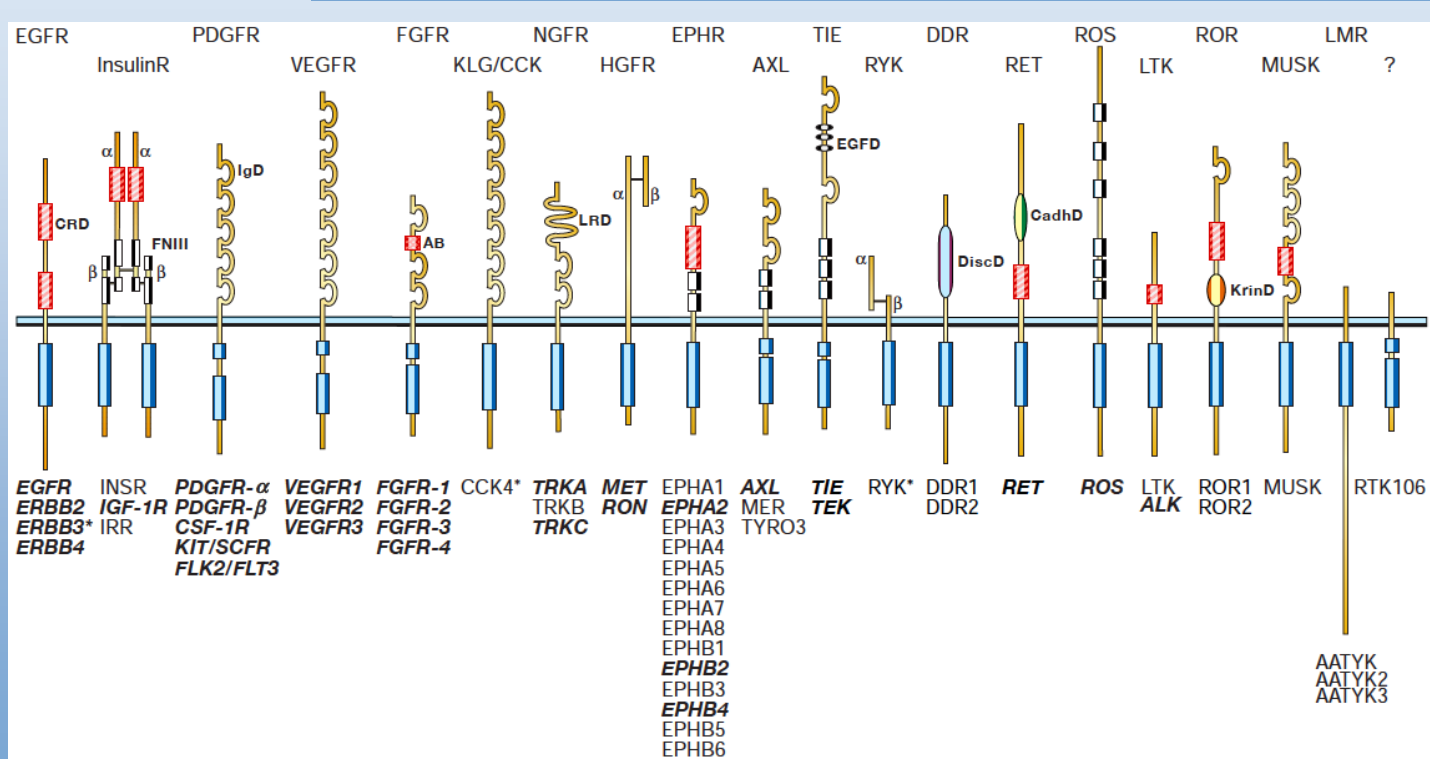 EGFR PDGFR FGFR NGFR EPHR TIE DDR ROS ROR LMR
InsulinR VEGFR KLG/CCK HGFR AXL RYK RET LTK MUSK ?
α α
IgD
EGFD
α β
CRD
FNIII
AB
LRD
CadhD
β β
α
DiscD
β
KrinD
EGFR INSR PDGFR-α VEGFR1 FGFR-1 CCK4* TRKA MET EPHA1 AXL TIE RYK* DDR1 RET ROS LTK ROR1 MUSK RTK106
ERBB2 IGF-1R PDGFR-β VEGFR2 FGFR-2 TRKB RON EPHA2 MER TEK DDR2 ALK ROR2
ERBB3* IRR CSF-1R VEGFR3 FGFR-3 TRKC EPHA3 TYRO3
ERBB4 KIT/SCFR FGFR-4 EPHA4
FLK2/FLT3 EPHA5
EPHA6
EPHA7
EPHA8
EPHB1
EPHB2
EPHB3
EPHB4
EPHB5
EPHB6
AATYK
AATYK2
AATYK3